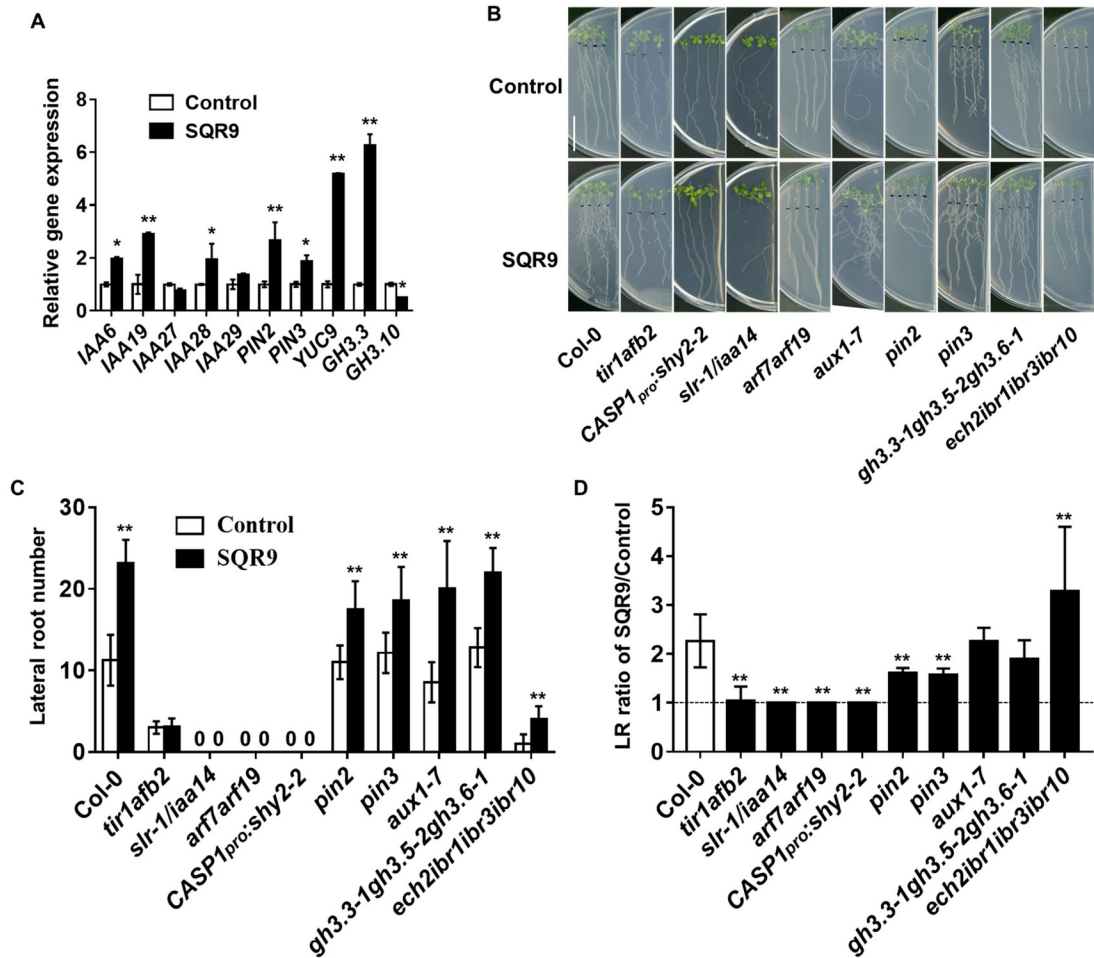 A
Relative gene expression
8
6
4
2
0
Control
SQR9
*
**
*
**
*
**
**
*
IAA6
IAA19
IAA27
IAA28
IAA29
PIN2
PIN3
YUC9
GH3.3
GH3.10
B
Control
SQR9
Col-0
tir1afb2
CASP1pro:shy2-2
slr-1/iaa14
arf7arf19
aux1-7
pin2
pin3
gh3.3-1gh3.5-2gh3.6-1
ech2ibr1ibr3ibr10
C
Lateral root number
30
20
10
0
Control
SQR9
**
** ** ** **
**
0 0 0 0 0 0
Col-0
tir1afb2
slr-1/iaa14
arf7arf19
CASP1pro:shy2-2
pin2
pin3
aux1-7
gh3.3-1gh3.5-2gh3.6-1
ech2ibr1ibr3ibr10
D
LR ratio of SQR9/Control
5
4
3
2
1
0
** ** ** ** ** ** **
Col-0
tir1afb2
slr-1/iaa14
arf7arf19
CASP1pro:shy2-2
pin2
pin3
aux1-7
gh3.3-1gh3.5-2gh3.6-1
ech2ibr1ibr3ibr10